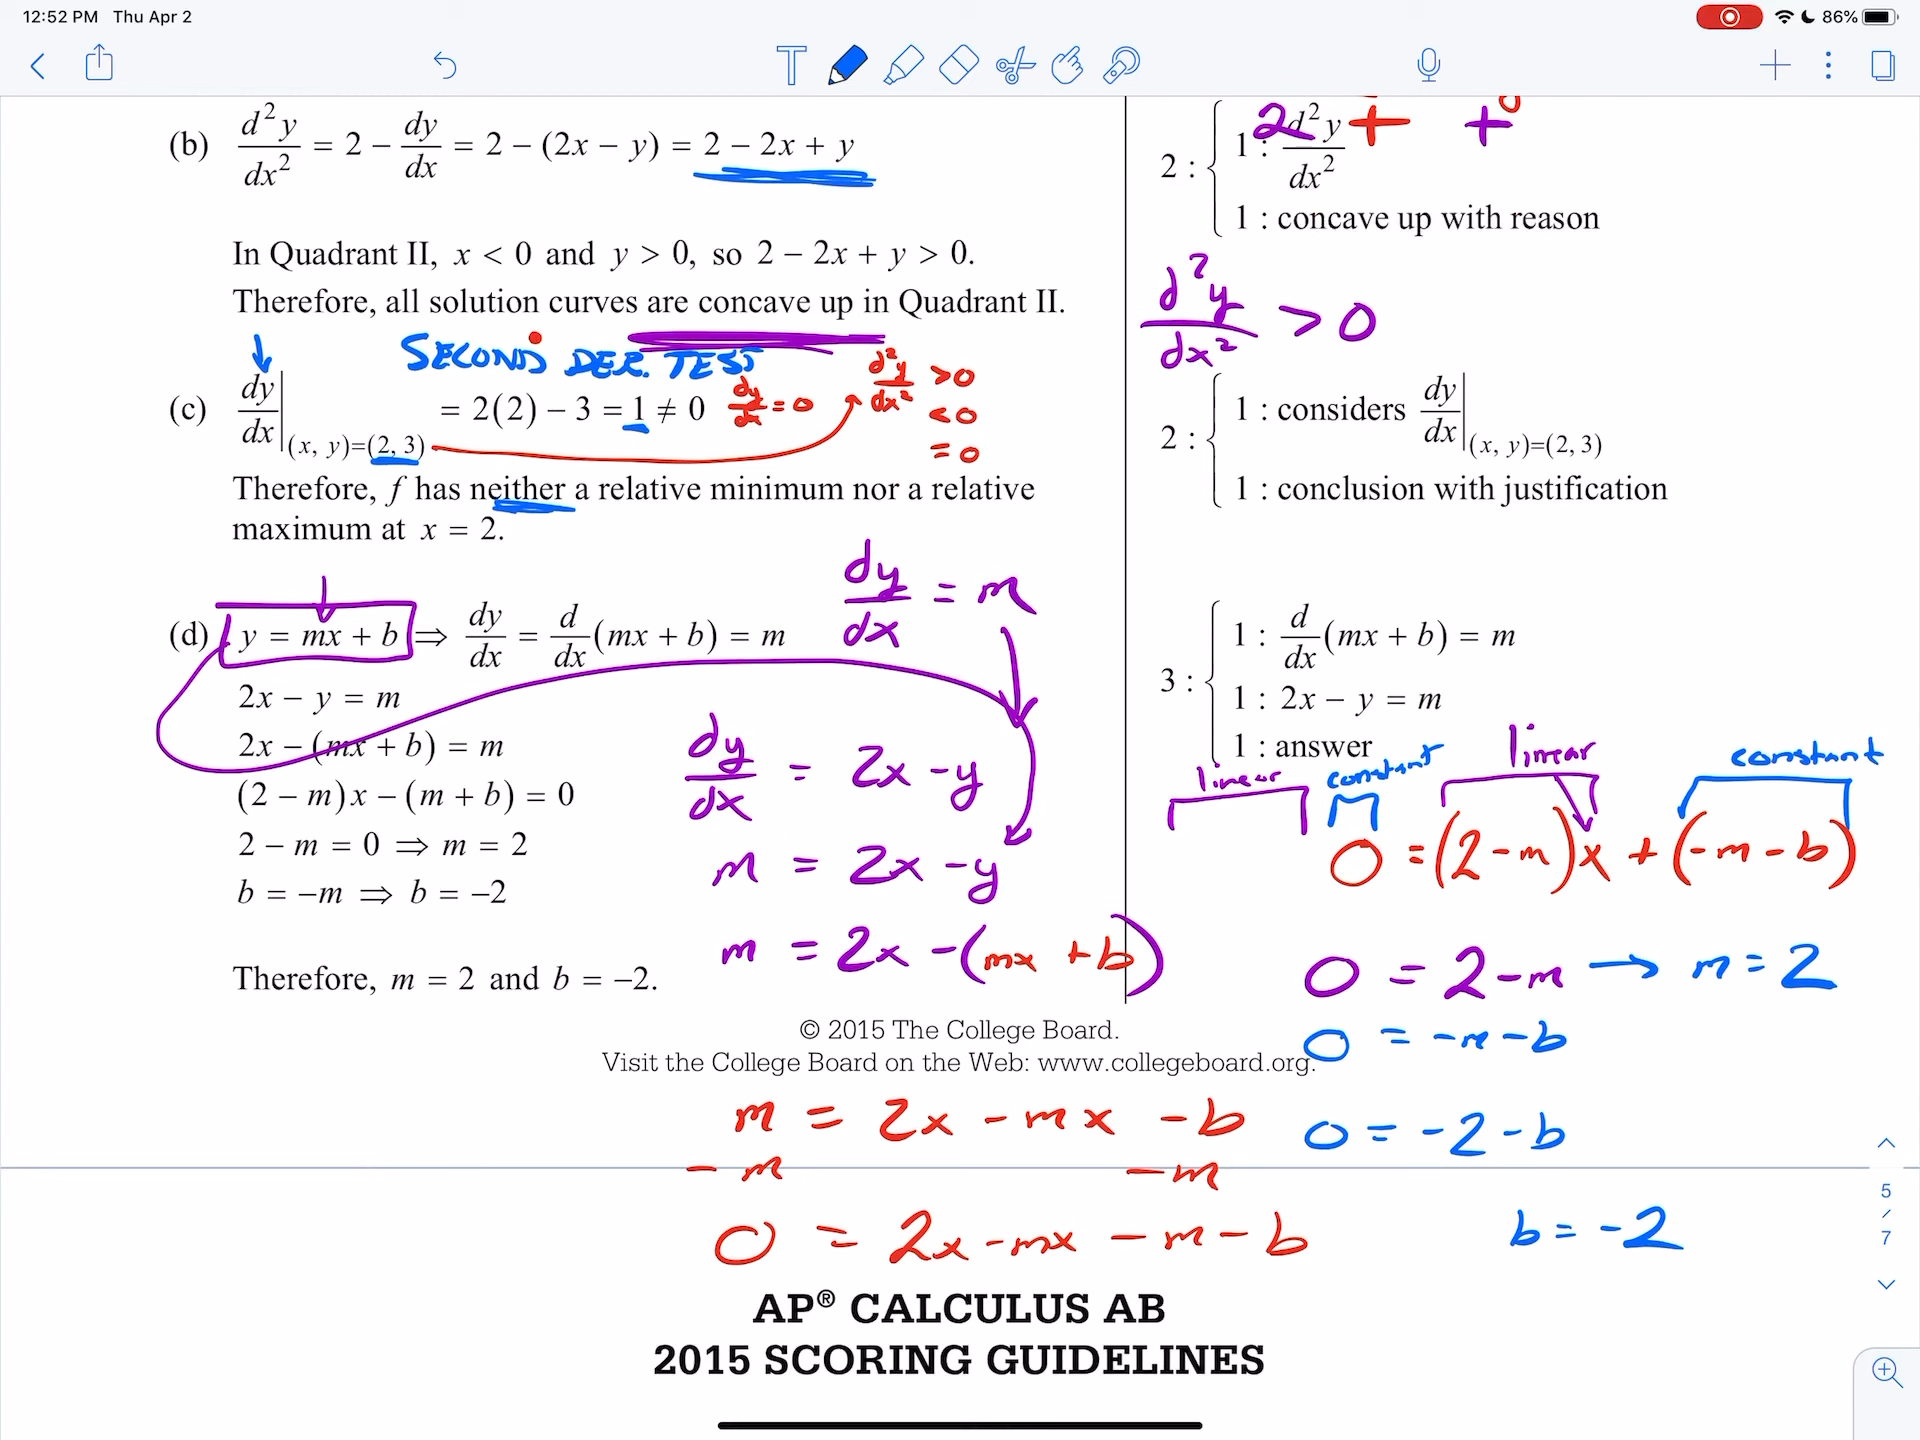 12:52 PM Thu Apr 2
86%
(b) d²y/dx² = 2 − dy/dx = 2 − (2x − y) = 2 − 2x + y
In Quadrant II, x < 0 and y > 0, so 2 − 2x + y > 0.
Therefore, all solution curves are concave up in Quadrant II.
2 : { 1 : d²y/dx²
1 : concave up with reason
2 + +
d²y/dx² > 0
SECOND DER. TEST
(c) dy/dx|(x, y)=(2, 3) = 2(2) − 3 = 1 ≠ 0
dy/dx = 0
d²y/dx² > 0
< 0
= 0
Therefore, f has neither a relative minimum nor a relative
maximum at x = 2.
2 : { 1 : considers dy/dx|(x, y)=(2, 3)
1 : conclusion with justification
(d) y = mx + b ⇒ dy/dx = d/dx(mx + b) = m
2x − y = m
2x − (mx + b) = m
(2 − m)x − (m + b) = 0
2 − m = 0 ⇒ m = 2
b = −m ⇒ b = −2
Therefore, m = 2 and b = −2.
dy/dx = m
dy/dx = 2x − y
m = 2x − y
m = 2x − (mx + b)
3 : { 1 : d/dx(mx + b) = m
1 : 2x − y = m
1 : answer
linear constant linear constant
0 = (2 − m)x + (−m − b)
0 = 2 − m → m = 2
0 = −m − b
0 = −2 − b
b = −2
© 2015 The College Board.
Visit the College Board on the Web: www.collegeboard.org.
m = 2x − mx − b
− m − m
0 = 2x − mx − m − b
5
/
7
AP® CALCULUS AB
2015 SCORING GUIDELINES